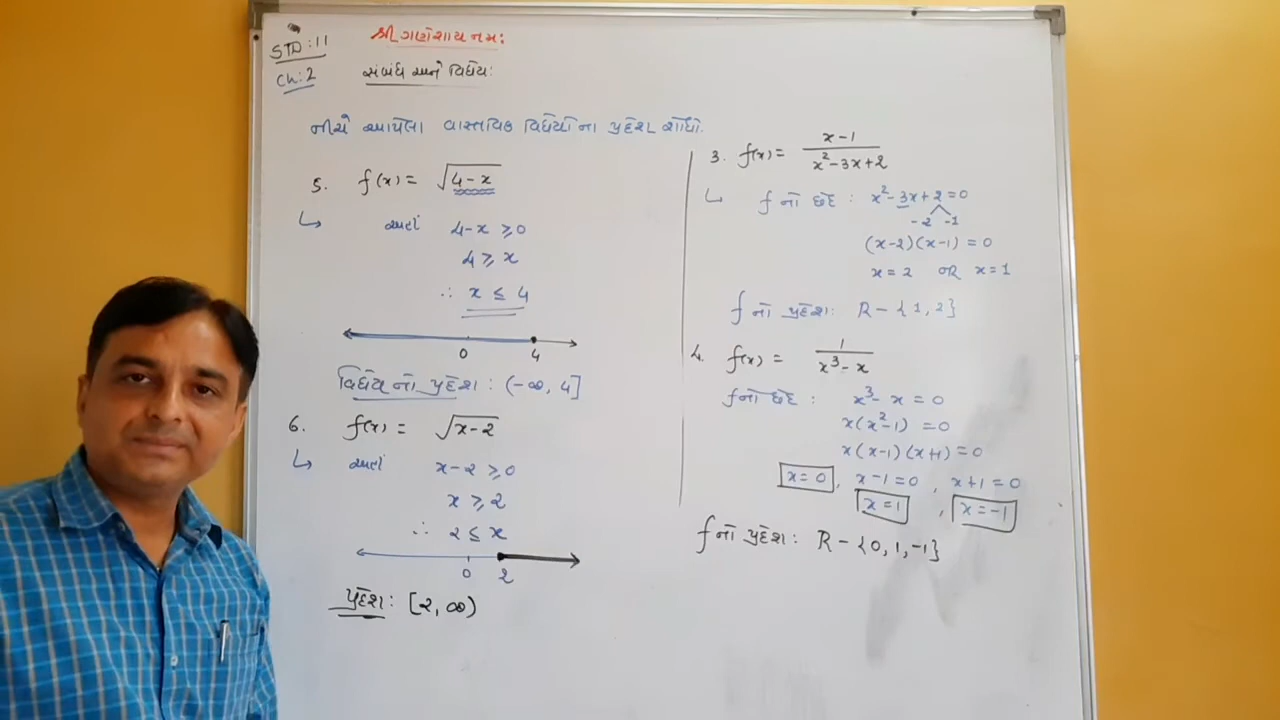 STD:11
Ch:2
શ્રી ગણેશાય નમઃ
સંબંધ અને વિધેયઃ
નીચે આપેલા વાસ્તવિક વિધેયોના પ્રદેશ શોધો.
5. f(x) = √(4-x)
અહીં 4-x ≥ 0
4 ≥ x
∴ x ≤ 4
0 4
વિધેયનો પ્રદેશ : (-∞, 4]
6. f(x) = √(x-2)
અહીં x-૨ ≥ 0
x ≥ 2
∴ ૨ ≤ x
0 2
પ્રદેશ: [૨, ∞)
3. f(x) = (x-1)/(x²-3x+2)
f નો છેદ : x²-3x+2=0
-2 -1
(x-2)(x-1) = 0
x = 2 OR x = 1
f નો પ્રદેશ: R - {1, 2}
4. f(x) = 1/(x³-x)
f નો છેદ : x³-x = 0
x(x²-1) = 0
x(x-1)(x+1) = 0
x = 0 , x-1=0 , x+1 = 0
x = 1 , x = -1
f નો પ્રદેશ: R - {0, 1, -1}